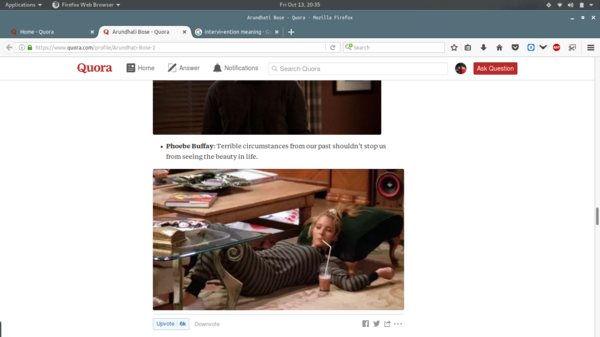 Applications ▾ Firefox Web Browser ▾ Fri Oct 13, 20:35
Arundhati Bose - Quora - Mozilla Firefox
Home - Quora × Arundhati Bose - Quora × intervention meaning - G ×
https://www.quora.com/profile/Arundhati-Bose-2 Search
Quora Home Answer Notifications Search Quora Ask Question
• Phoebe Buffay: Terrible circumstances from our past shouldn't stop us
from seeing the beauty in life.
Upvote Downvote